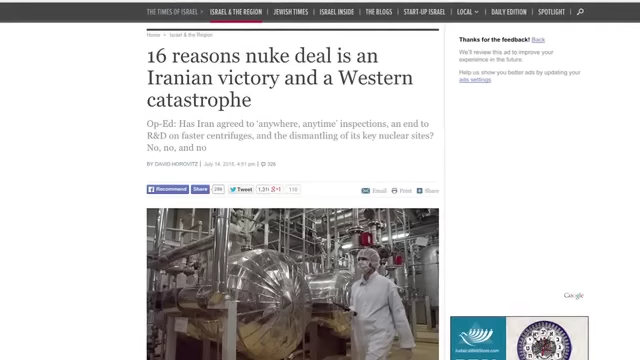 THE TIMES OF ISRAEL
ISRAEL & THE REGION
JEWISH TIMES
ISRAEL INSIDE
THE BLOGS
START-UP ISRAEL
LOCAL
DAILY EDITION
SPOTLIGHT
Home > Israel & the Region
16 reasons nuke deal is an
Iranian victory and a Western
catastrophe
Op-Ed: Has Iran agreed to ‘anywhere, anytime’ inspections, an end to
R&D on faster centrifuges, and the dismantling of its key nuclear sites?
No, no, and no
BY DAVID HOROVITZ | July 14, 2015, 4:01 pm
Recommend Share Tweet
Email Print Share
Thanks for the feedback! Back
We'll review this ad to improve your
experience in the future.
Help us show you better ads by updating your
ads settings.
Google